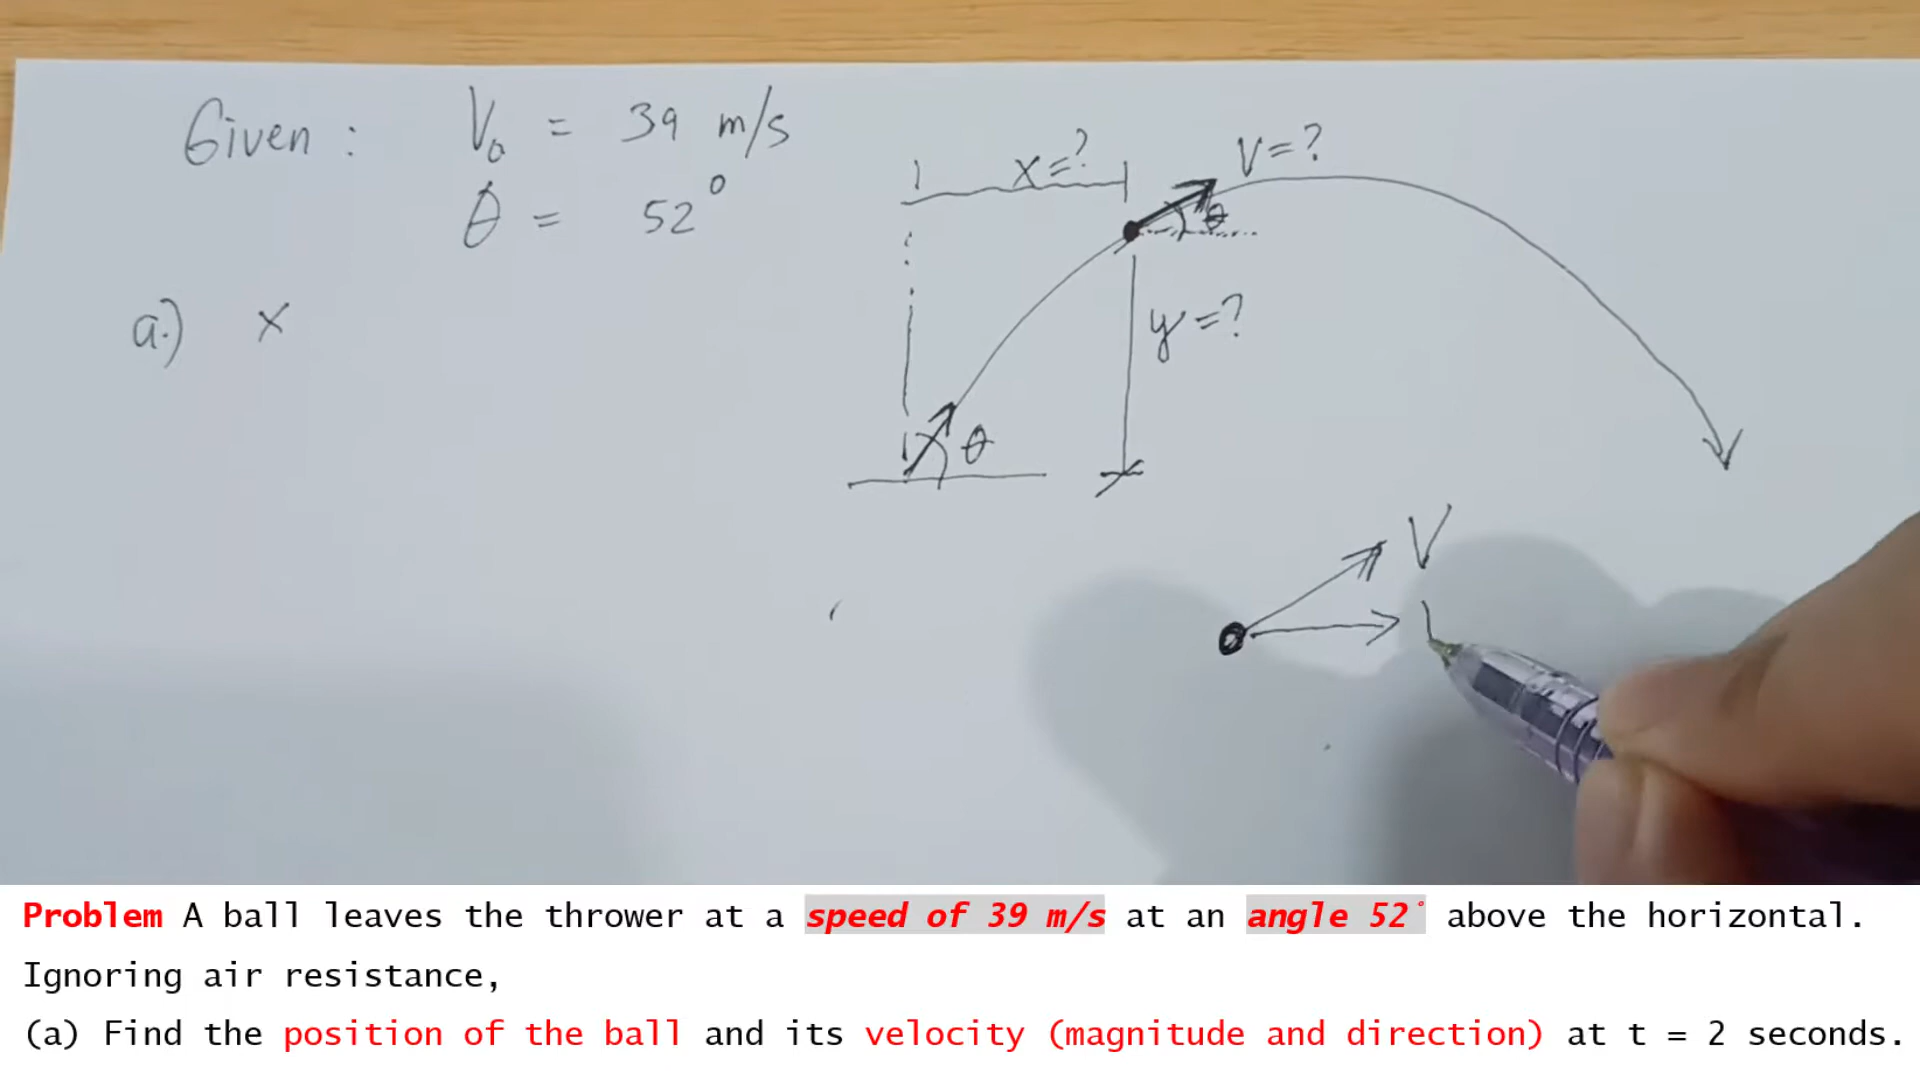 Given : V₀ = 39 m/s
θ = 52°
a.) x
x=?
V=?
θ
y=?
θ
V
Problem A ball leaves the thrower at a speed of 39 m/s at an angle 52° above the horizontal.
Ignoring air resistance,
(a) Find the position of the ball and its velocity (magnitude and direction) at t = 2 seconds.